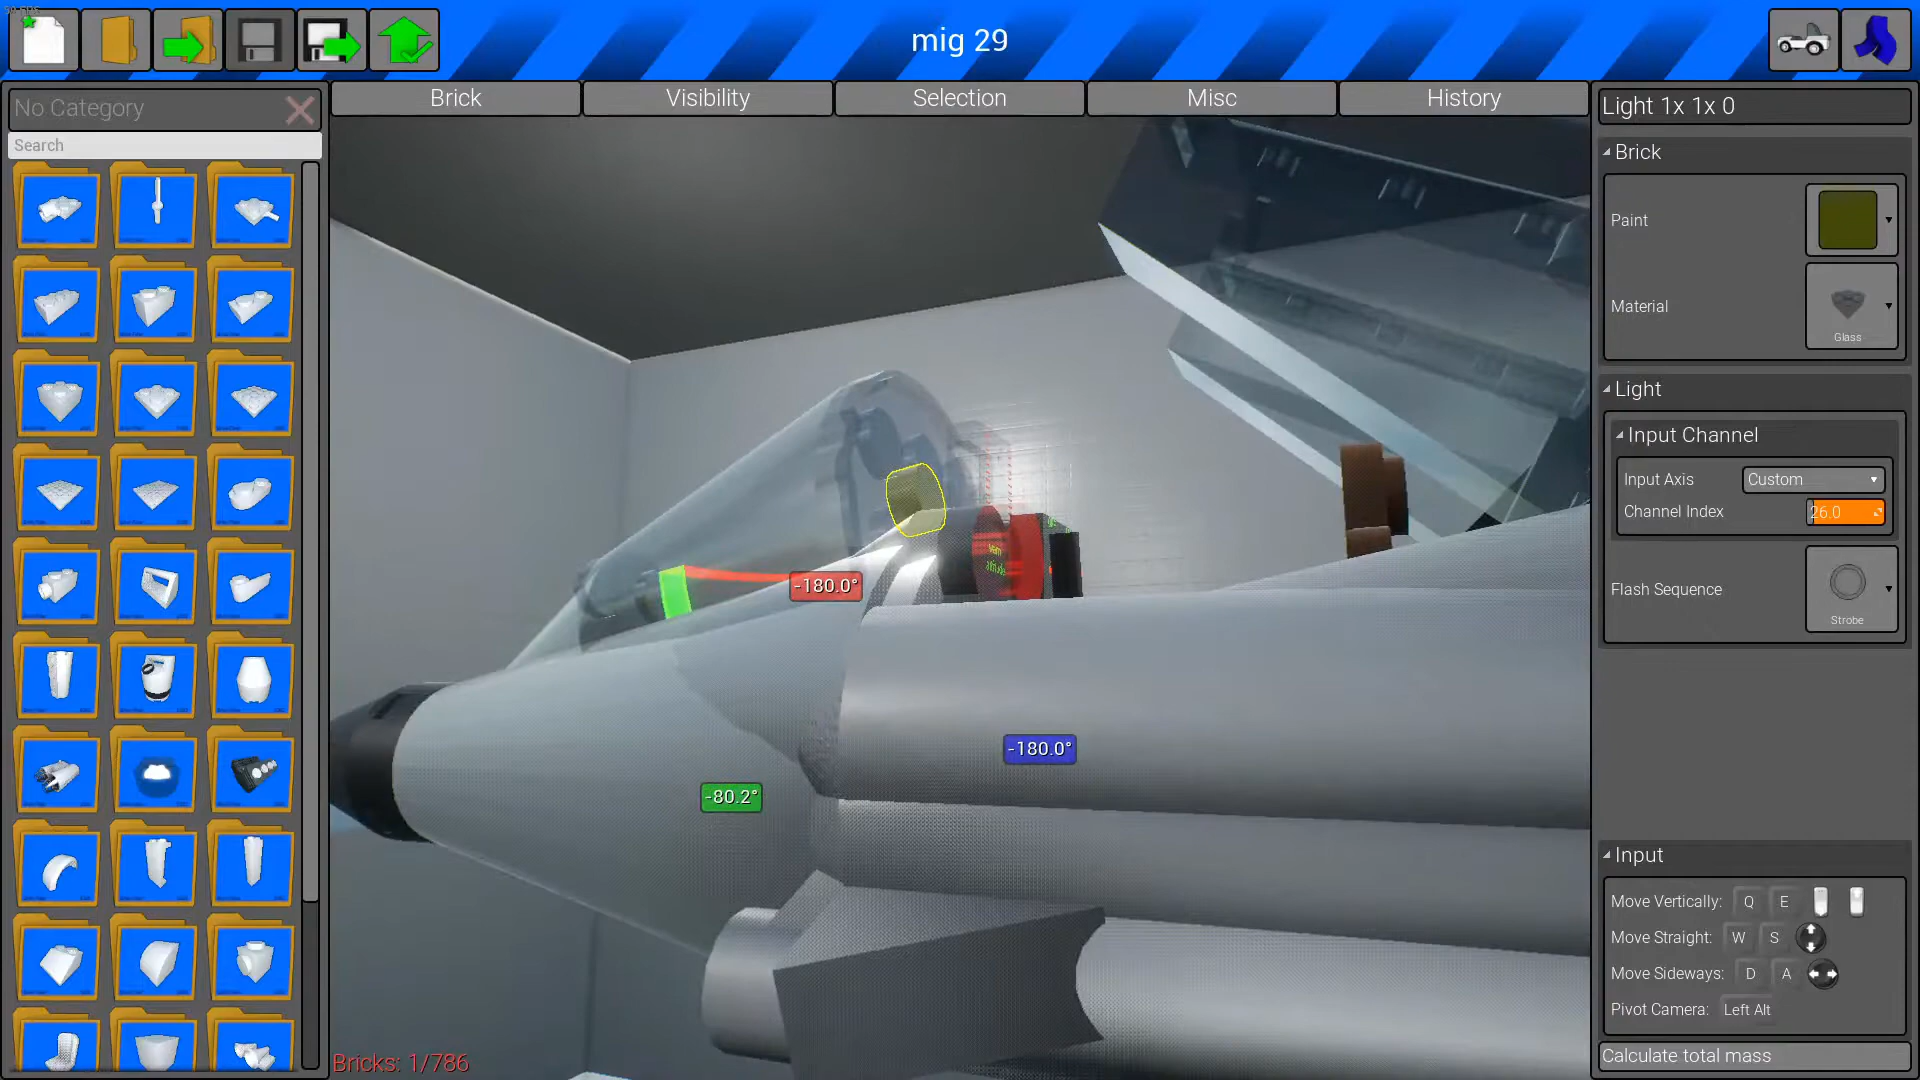 mig 29
No Category
Search
Brick
Visibility
Selection
Misc
History
Light 1x 1x 0
Brick
Paint
Material
Glass
Light
Input Channel
Input Axis
Custom
Channel Index
26.0
Flash Sequence
Strobe
-180.0°
-180.0°
-80.2°
Bricks: 1/786
Input
Move Vertically:
Q
E
Move Straight:
W
S
Move Sideways:
D
A
Pivot Camera:
Left Alt
Calculate total mass